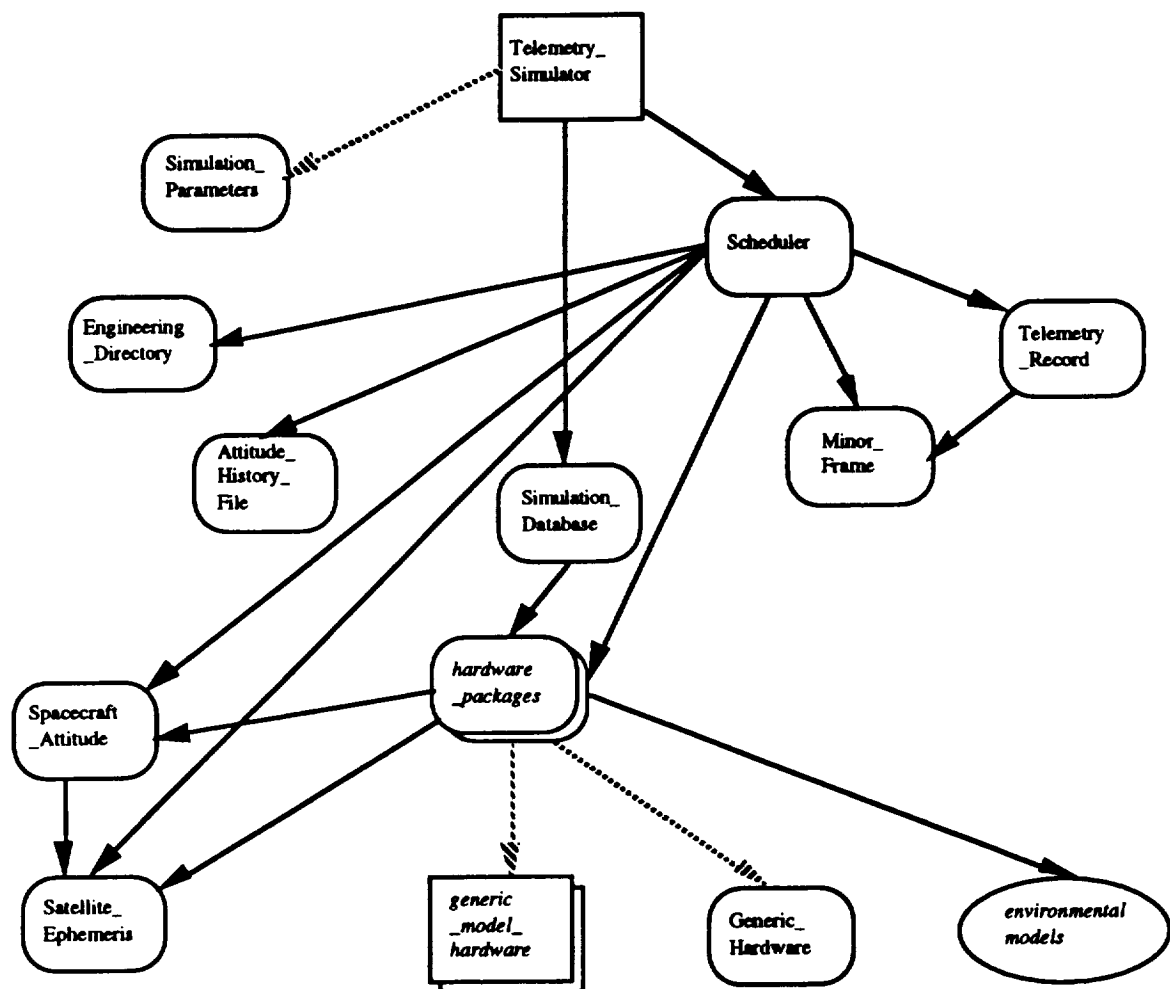 Telemetry_
Simulator
Simulation_
Parameters
Scheduler
Engineering
_Directory
Telemetry
_Record
Attitude_
History_
File
Minor_
Frame
Simulation_
Database
hardware
_packages
Spacecraft
_Attitude
Satellite_
Ephemeris
generic
_model_
hardware
Generic_
Hardware
environmental
models